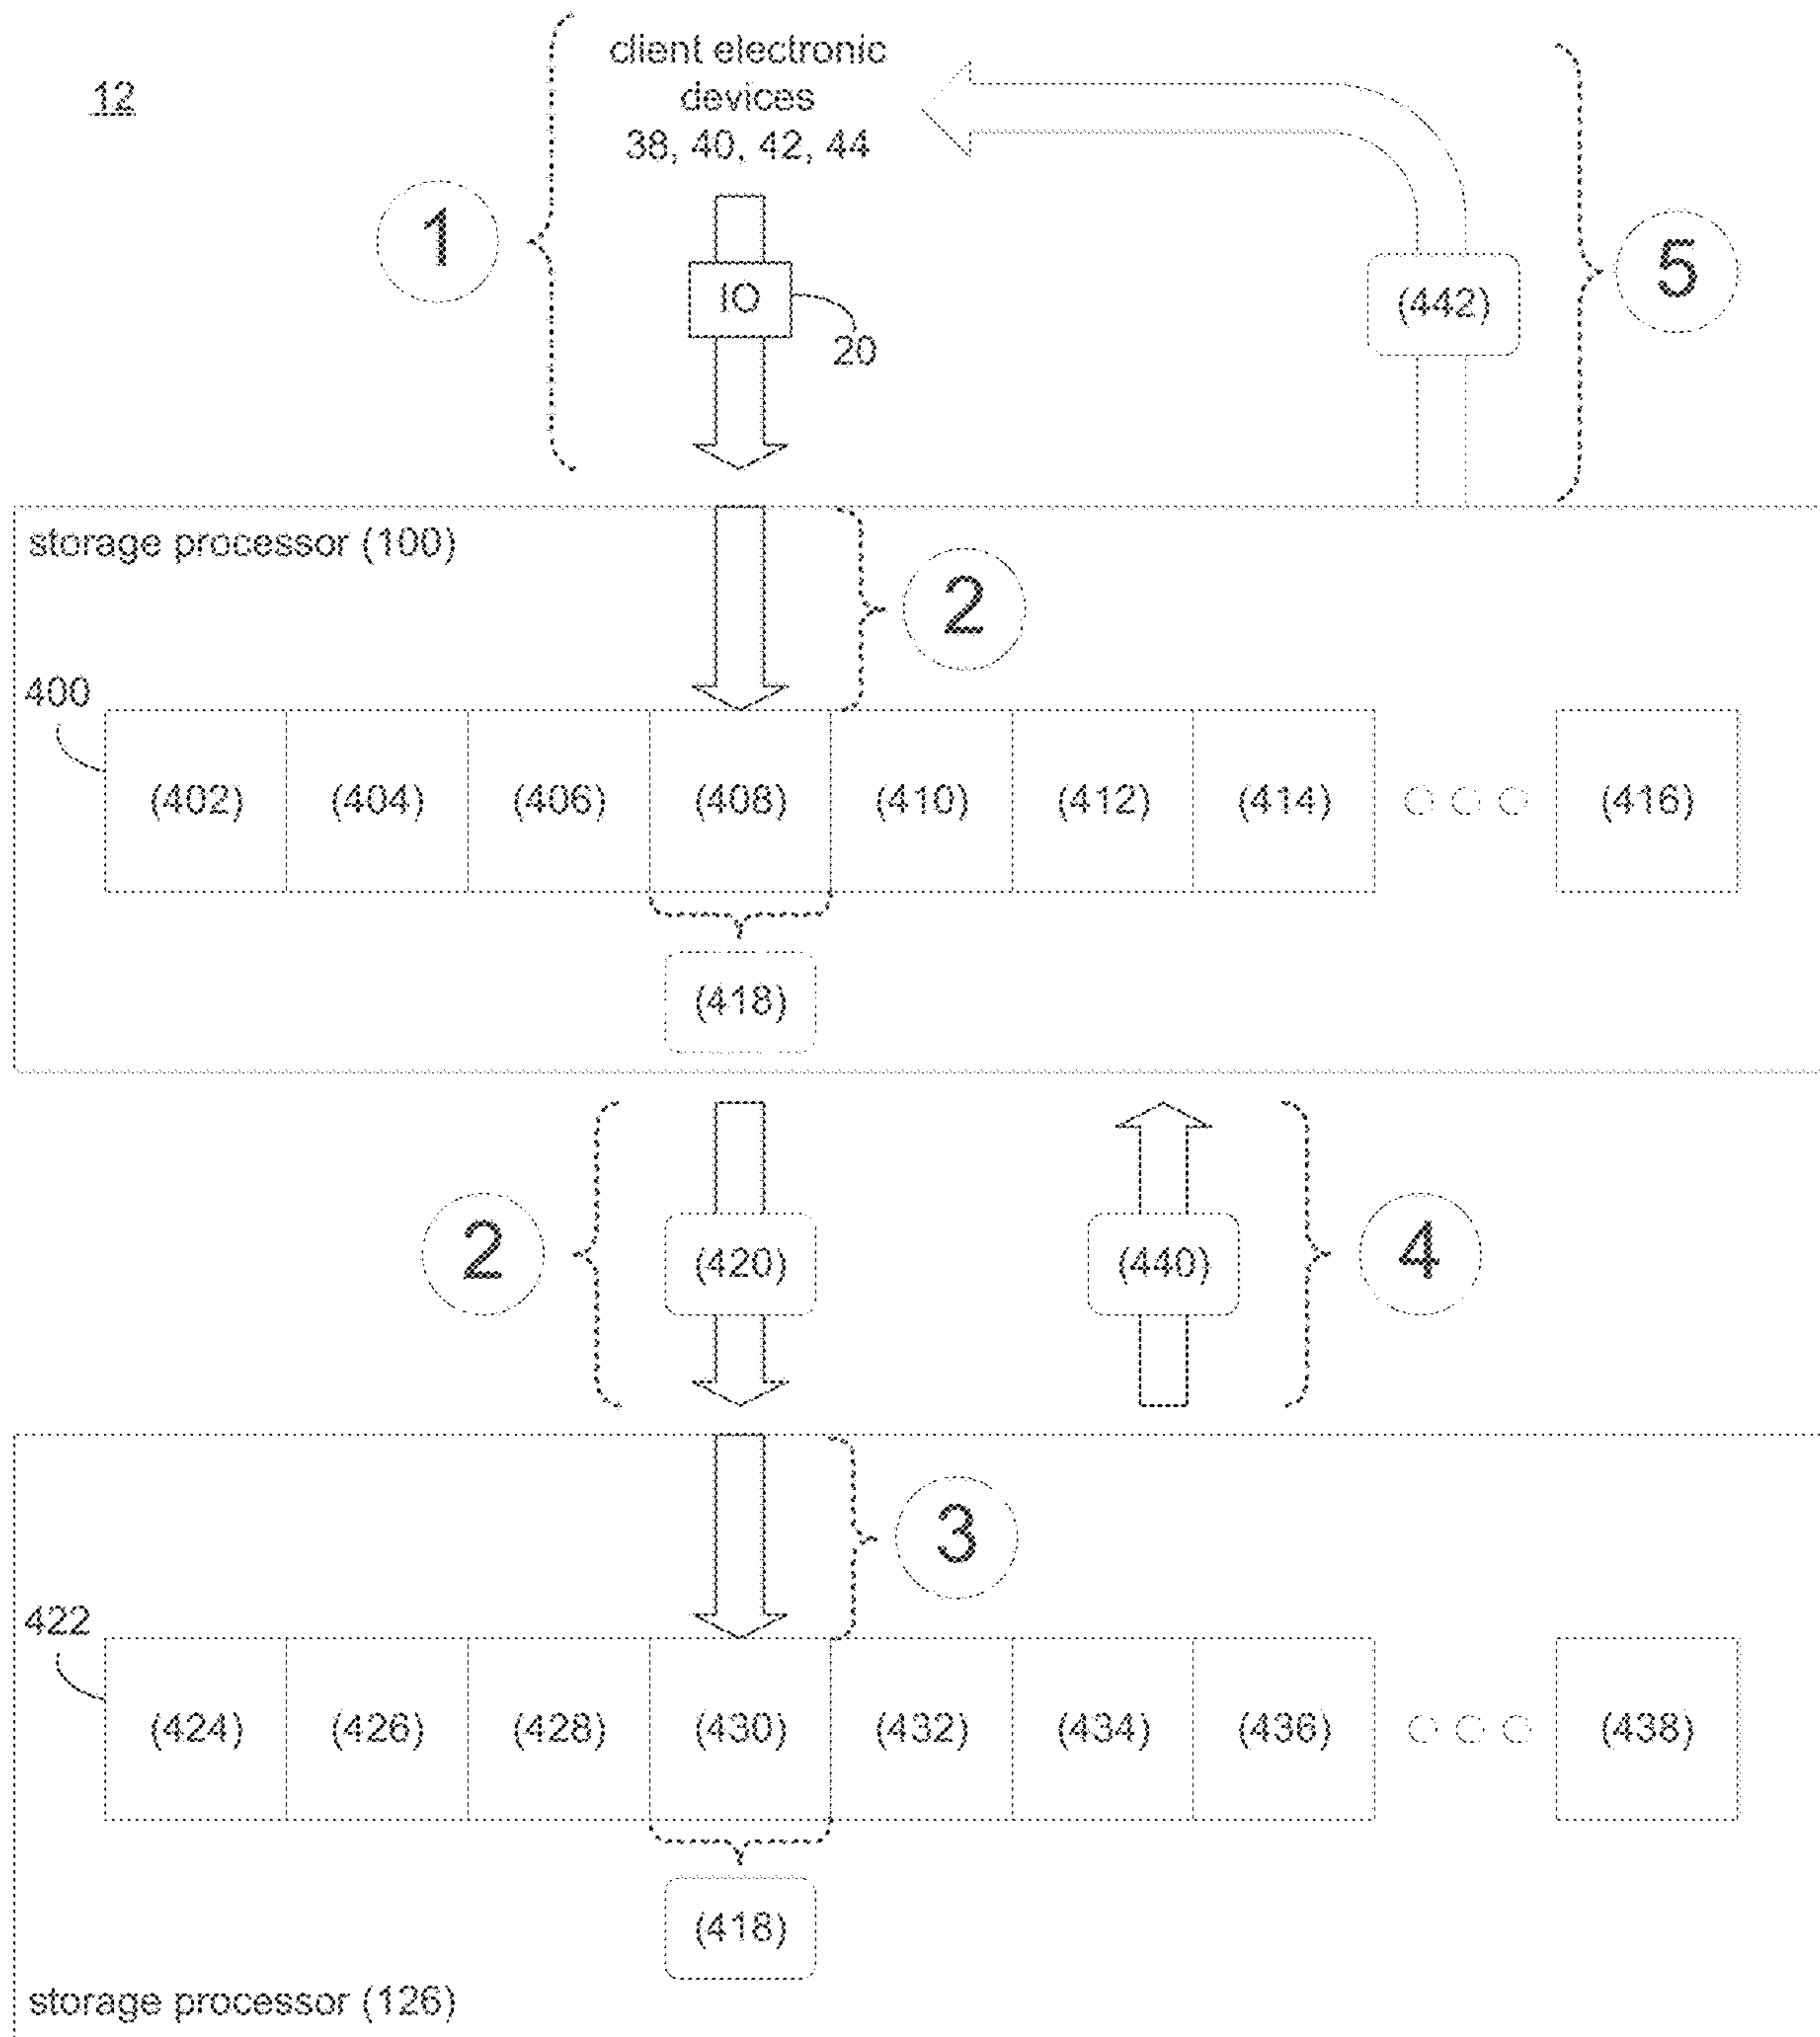 12
client electronic
devices
38, 40, 42, 44
1
IO
20
(442)
5
storage processor (100)
2
400
(402) (404) (406) (408) (410) (412) (414) (416)
(418)
2
(420)
(440)
4
3
422
(424) (426) (428) (430) (432) (434) (436) (438)
(418)
storage processor (126)